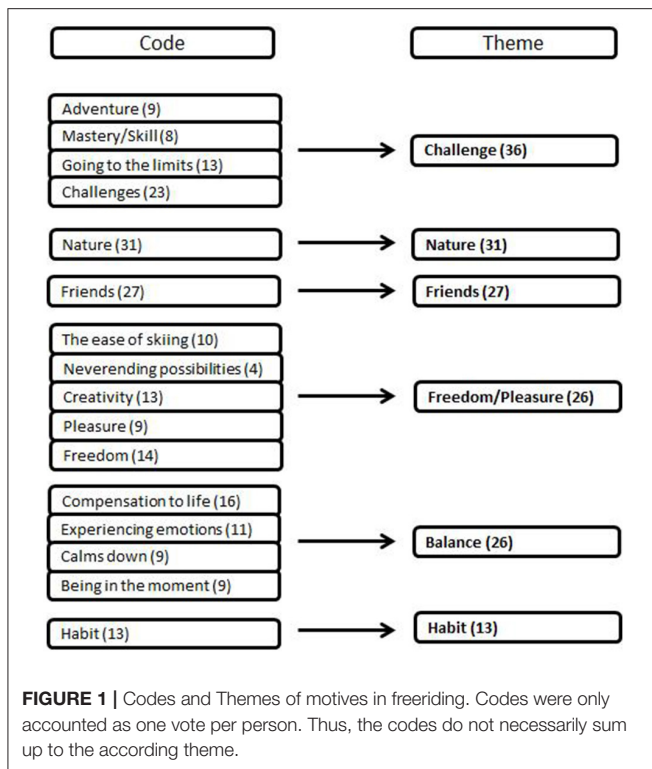 Code
Theme
Adventure (9)
Mastery/Skill (8)
Going to the limits (13)
Challenges (23)
Challenge (36)
Nature (31)
Nature (31)
Friends (27)
Friends (27)
The ease of skiing (10)
Neverending possibilities (4)
Creativity (13)
Pleasure (9)
Freedom (14)
Freedom/Pleasure (26)
Compensation to life (16)
Experiencing emotions (11)
Calms down (9)
Being in the moment (9)
Balance (26)
Habit (13)
Habit (13)
FIGURE 1 | Codes and Themes of motives in freeriding. Codes were only
accounted as one vote per person. Thus, the codes do not necessarily sum
up to the according theme.